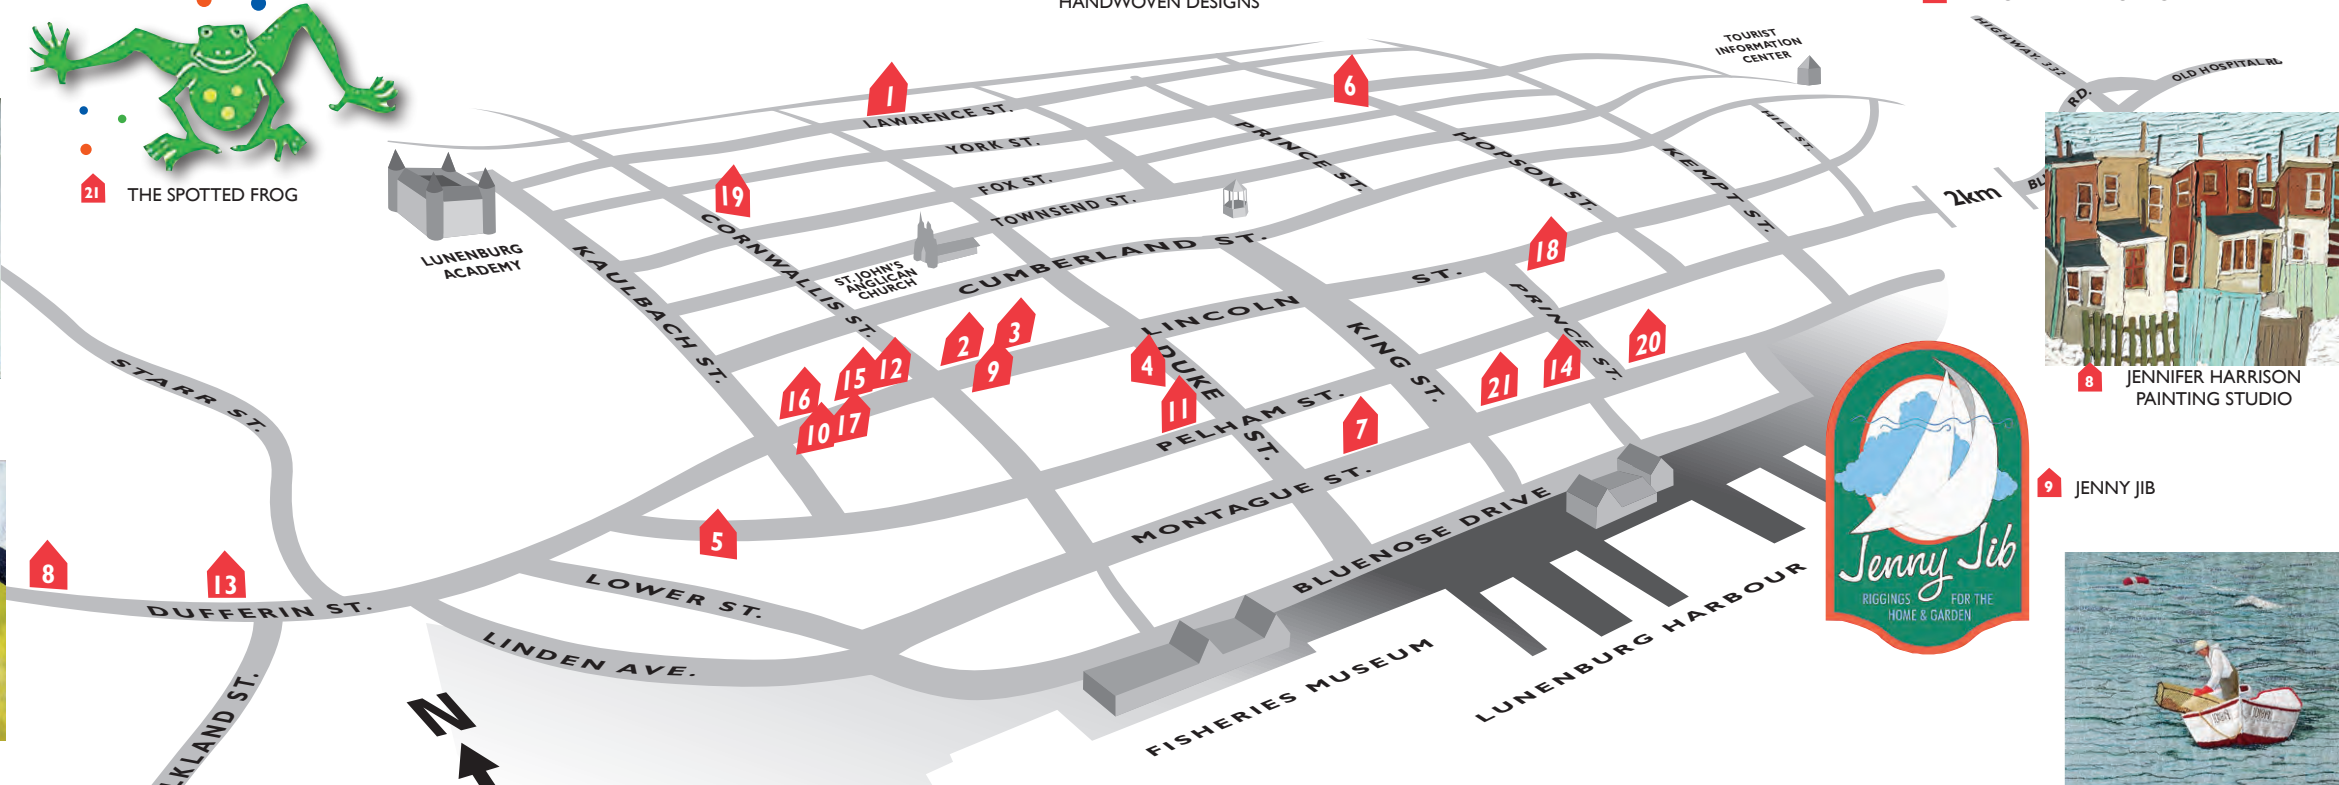 HANDWOVEN DESIGNS
21 THE SPOTTED FROG
LUNENBURG
ACADEMY
1
LAWRENCE ST.
YORK ST.
FOX ST.
TOWNSEND ST.
6
19
PRINCE ST.
HOPSON ST.
KEMPT ST.
HILL ST.
TOURIST
INFORMATION
CENTER
HIGHWAY. 332
RD.
2km
KAULBACH ST.
CORNWALLIS ST.
ST. JOHN'S
ANGLICAN
CHURCH
CUMBERLAND ST.
LINCOLN ST.
18
PRINCE ST.
KING ST.
DUKE ST.
2
3
9
4
11
12
15
16
17
10
20
14
21
7
PELHAM ST.
MONTAGUE ST.
BLUENOSE DRIVE
5
8
13
STARR ST.
DUFFERIN ST.
LOWER ST.
LINDEN AVE.
N
FISHERIES MUSEUM
LUNENBURG HARBOUR
8 JENNIFER HARRISON
PAINTING STUDIO
9 JENNY JIB
Jenny Jib
RIGGINGS FOR THE
HOME & GARDEN